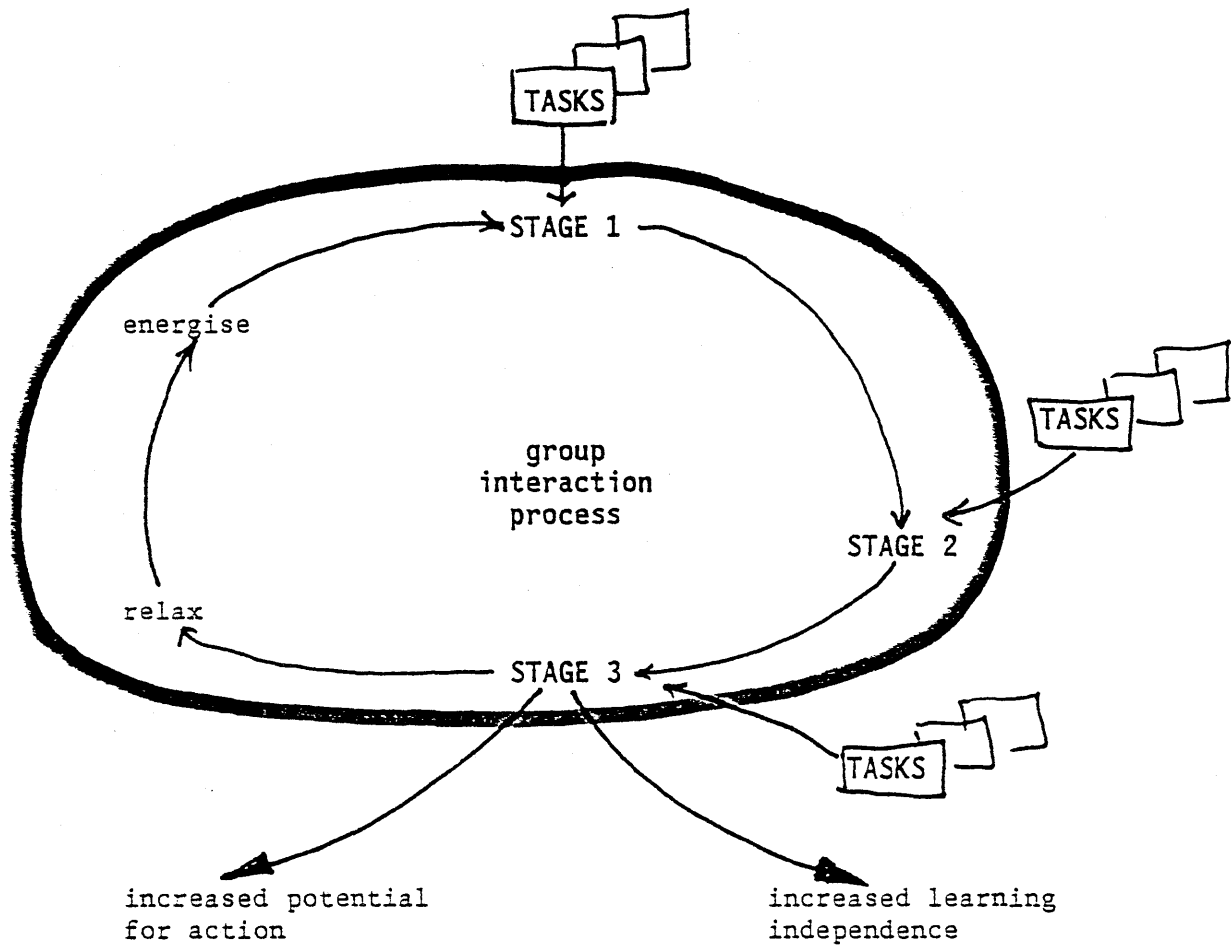 TASKS
STAGE 1
energise
TASKS
group
interaction
process
STAGE 2
relax
STAGE 3
TASKS
increased potential
for action
increased learning
independence